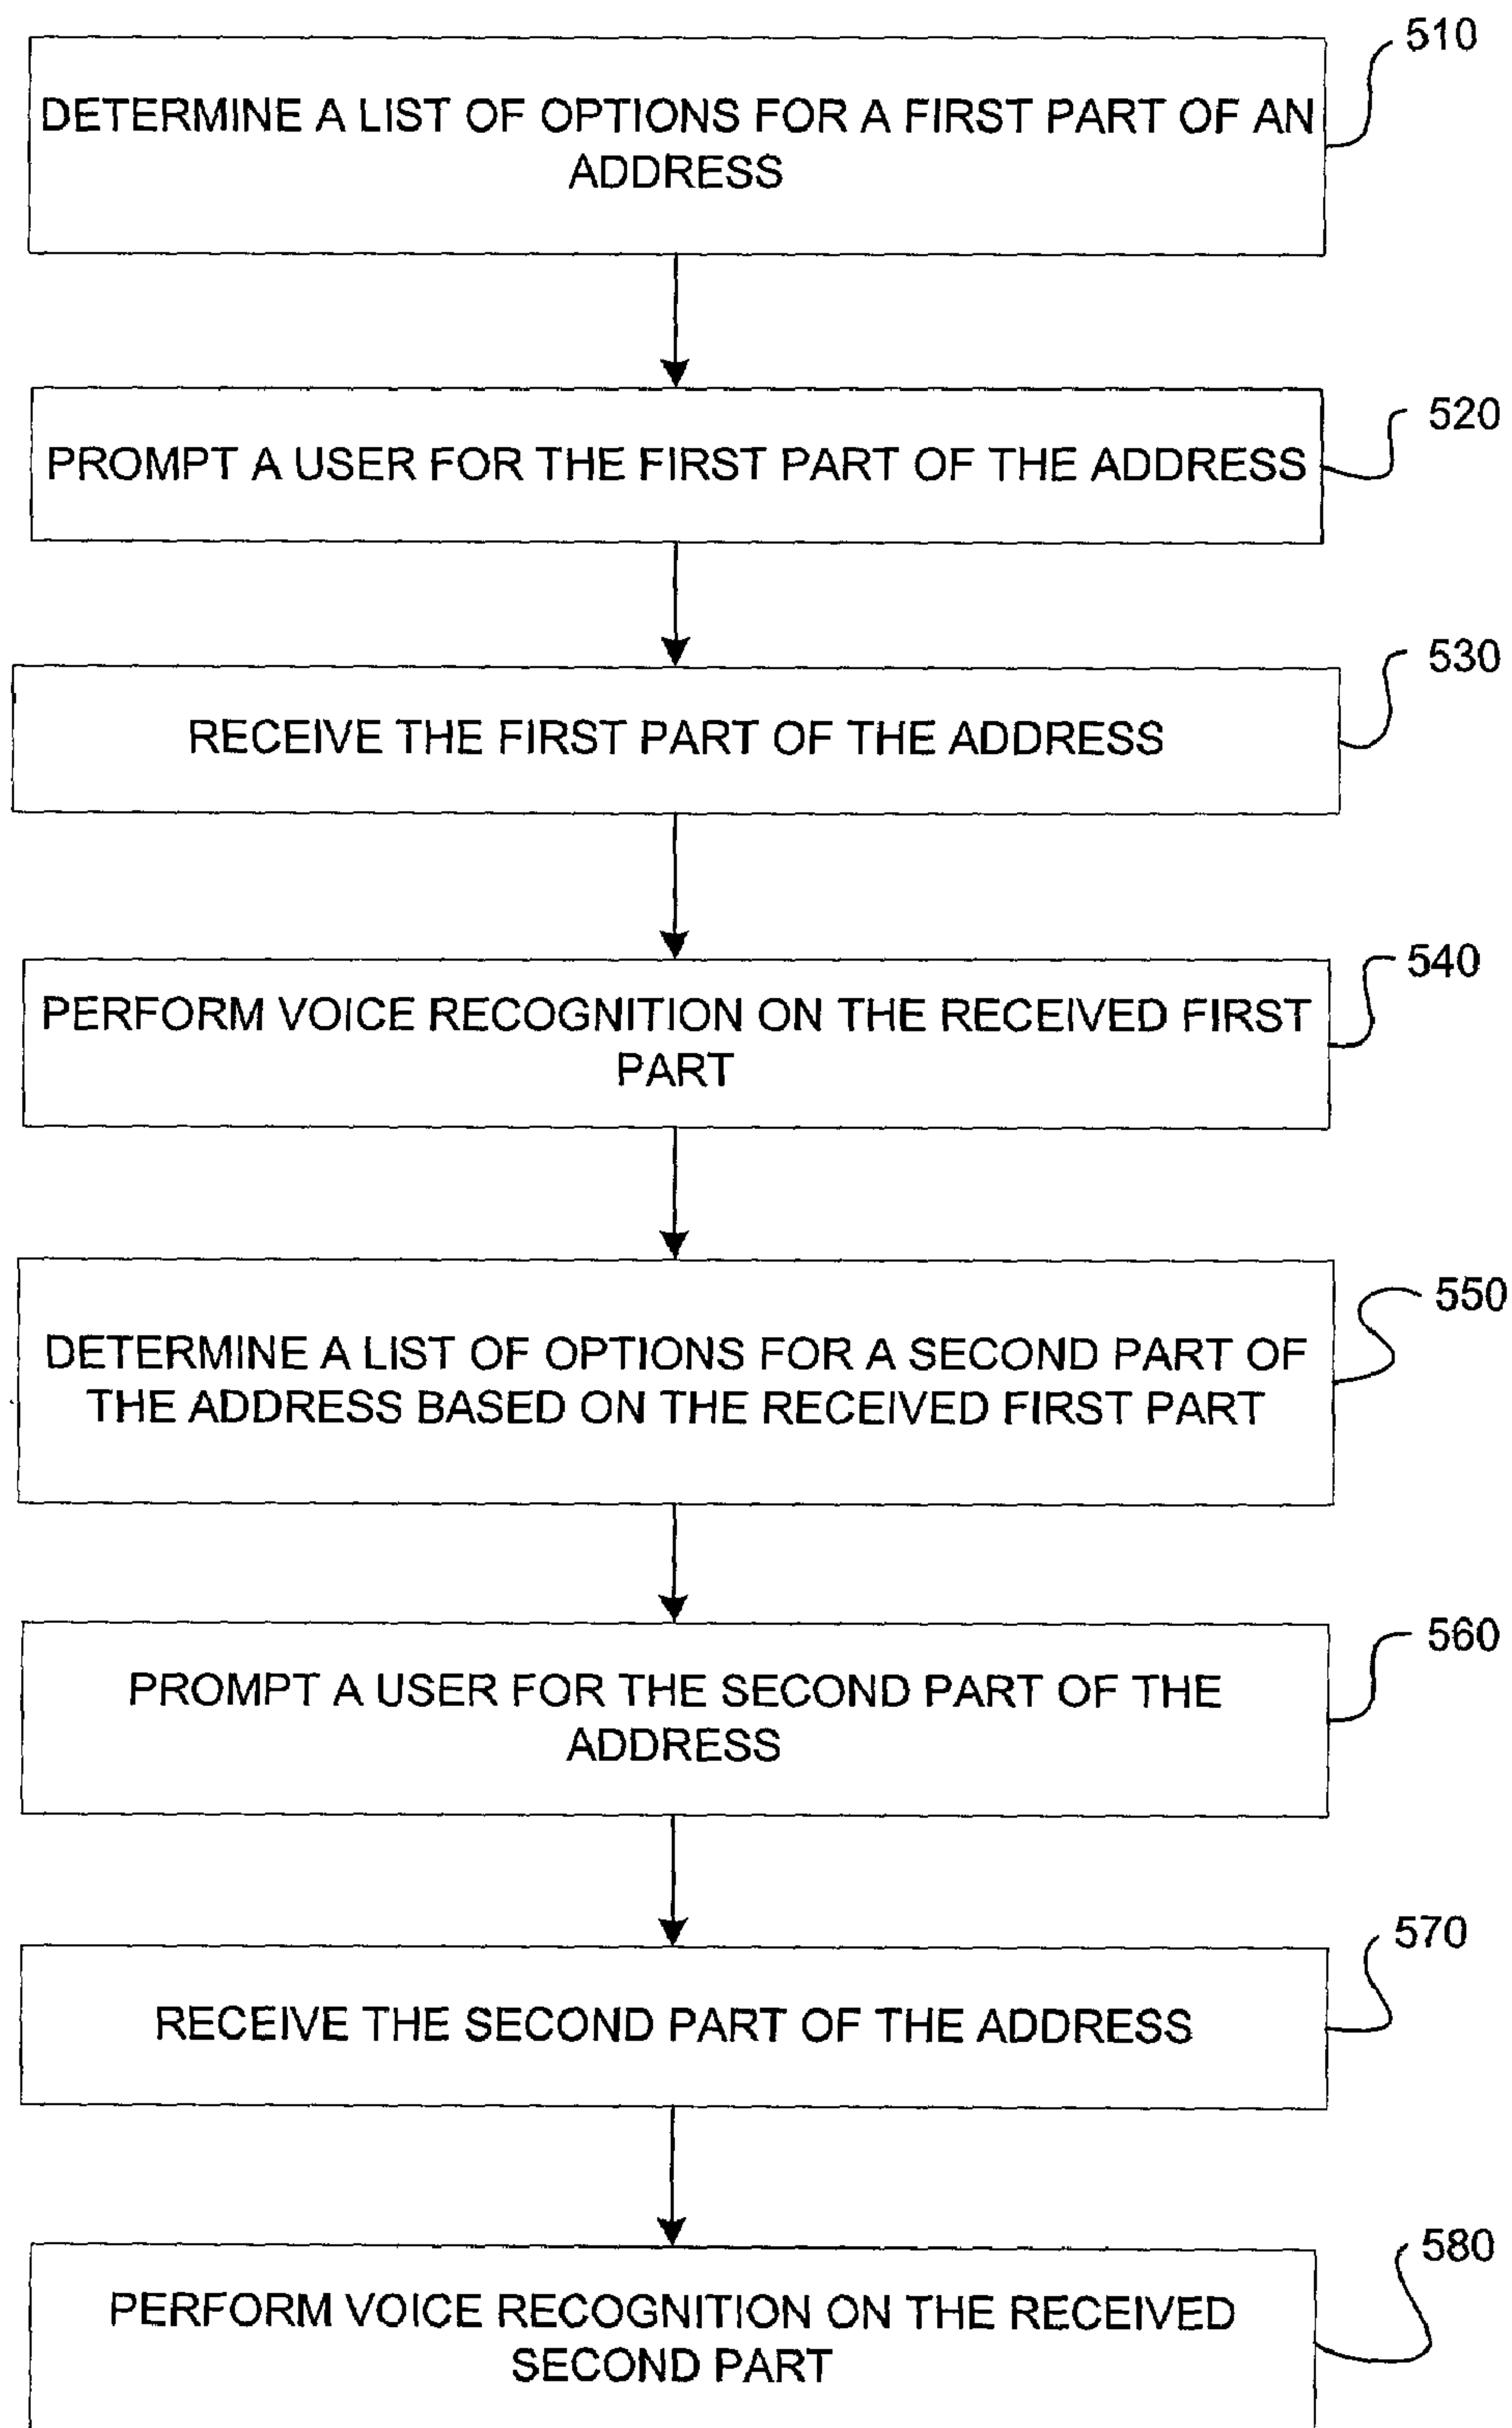 510
DETERMINE A LIST OF OPTIONS FOR A FIRST PART OF AN
ADDRESS
520
PROMPT A USER FOR THE FIRST PART OF THE ADDRESS
530
RECEIVE THE FIRST PART OF THE ADDRESS
540
PERFORM VOICE RECOGNITION ON THE RECEIVED FIRST
PART
550
DETERMINE A LIST OF OPTIONS FOR A SECOND PART OF
THE ADDRESS BASED ON THE RECEIVED FIRST PART
560
PROMPT A USER FOR THE SECOND PART OF THE
ADDRESS
570
RECEIVE THE SECOND PART OF THE ADDRESS
580
PERFORM VOICE RECOGNITION ON THE RECEIVED
SECOND PART